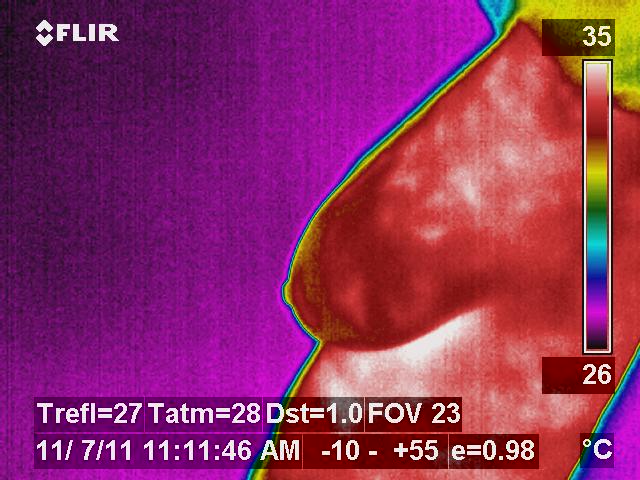 FLIR
35
26
Trefl=27 Tatm=28 Dst=1.0 FOV 23
11/ 7/11 11:11:46 AM -10 - +55 e=0.98 °C